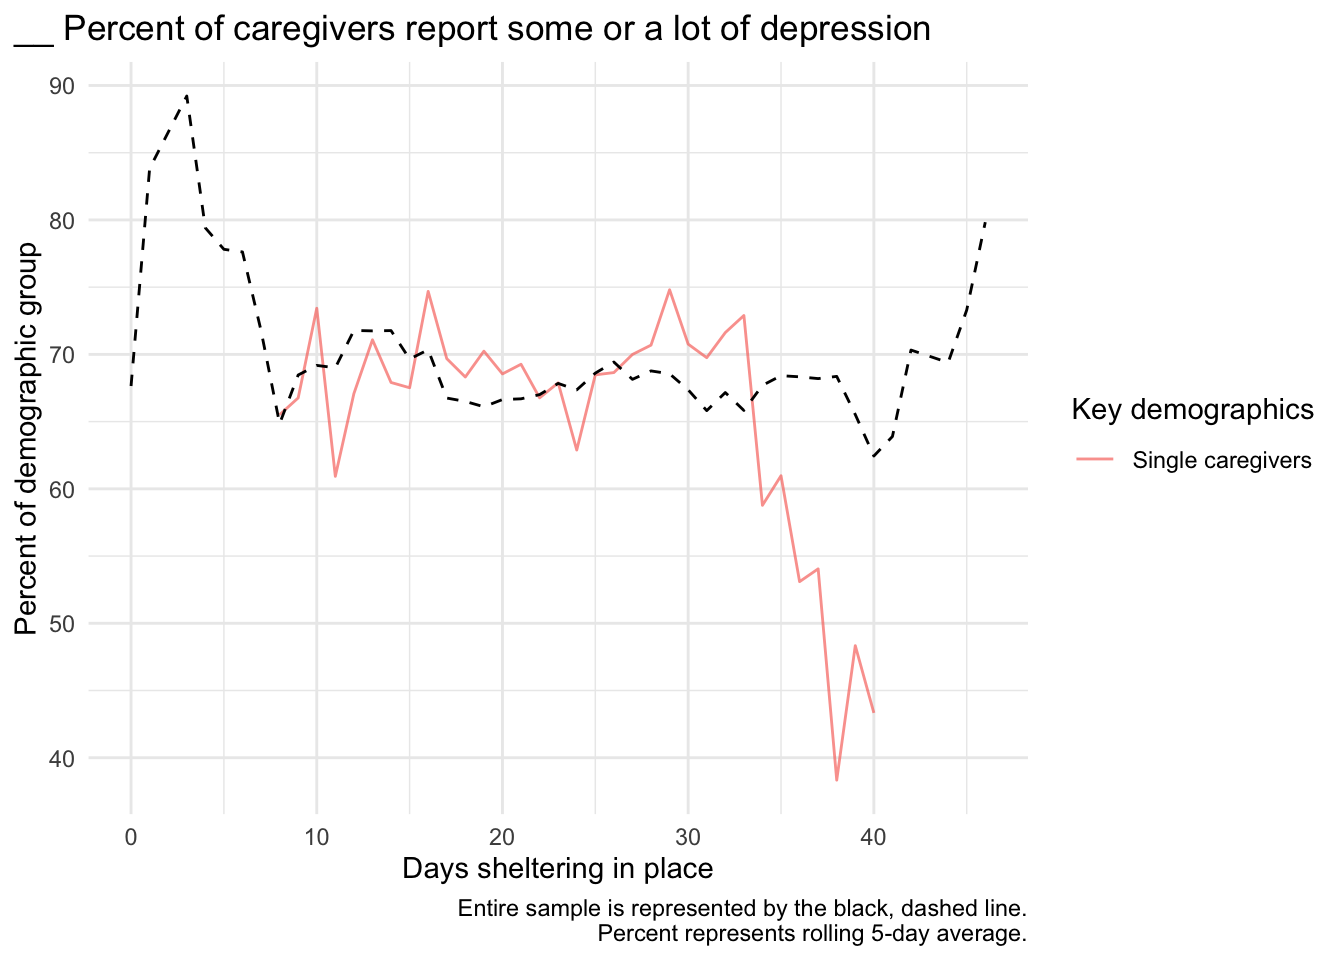 __ Percent of caregivers report some or a lot of depression
Percent of demographic group
90
80
70
60
50
40
0 10 20 30 40
Days sheltering in place
Key demographics
Single caregivers
Entire sample is represented by the black, dashed line.
Percent represents rolling 5-day average.